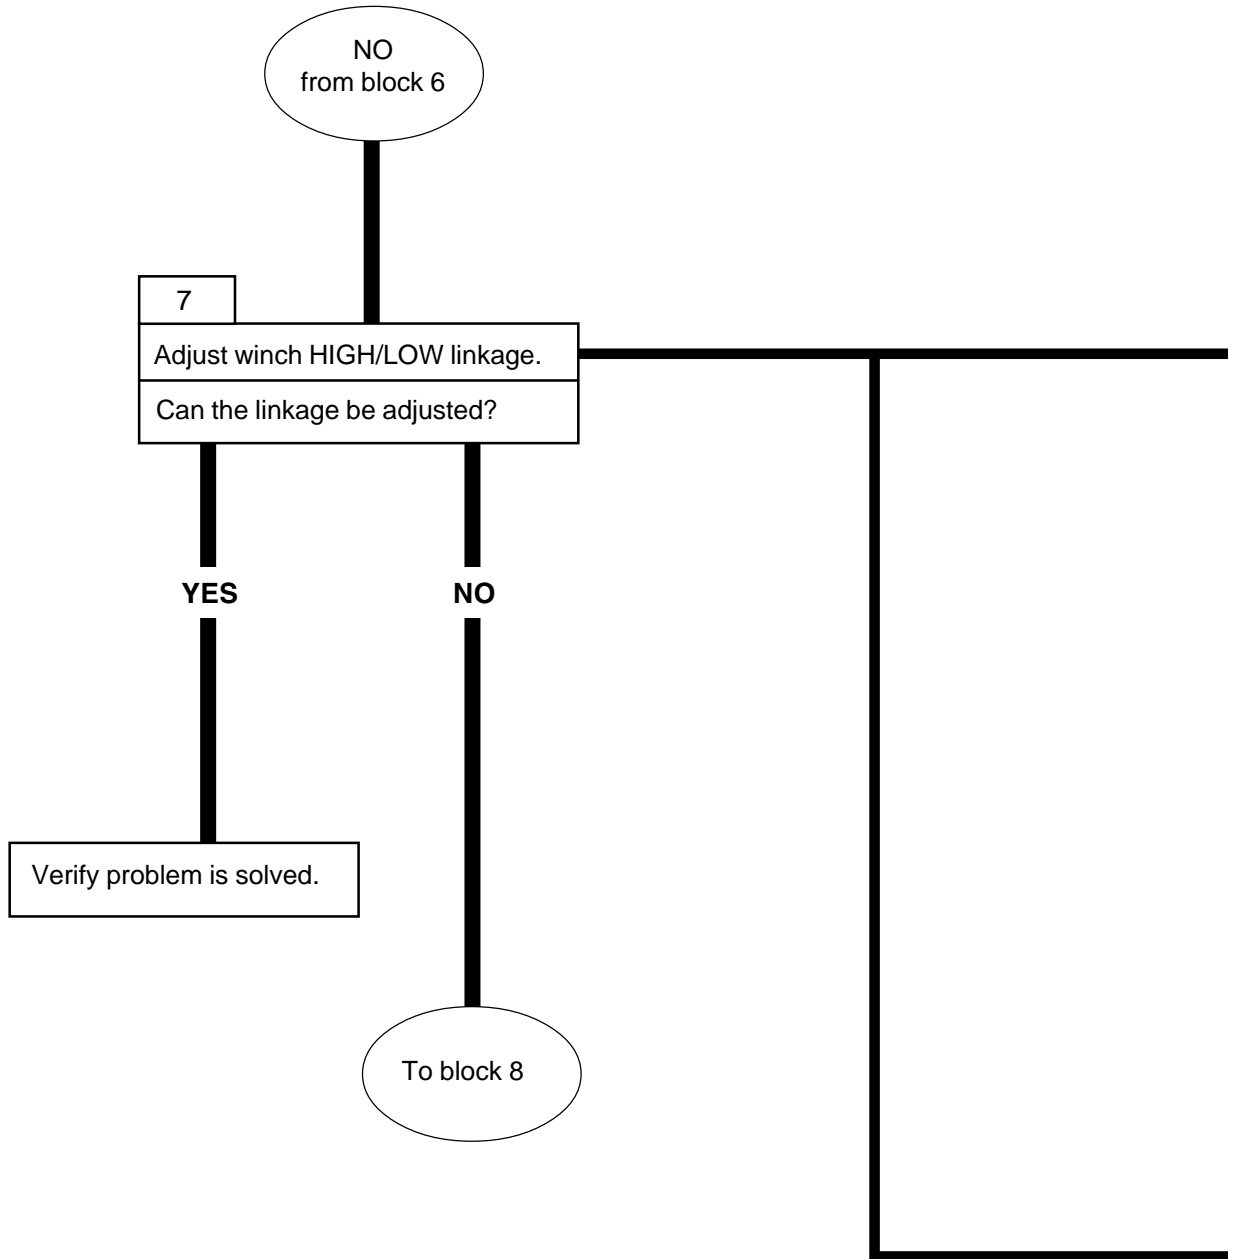 NO
from block 6
7
Adjust winch HIGH/LOW linkage.
Can the linkage be adjusted?
YES
NO
Verify problem is solved.
To block 8